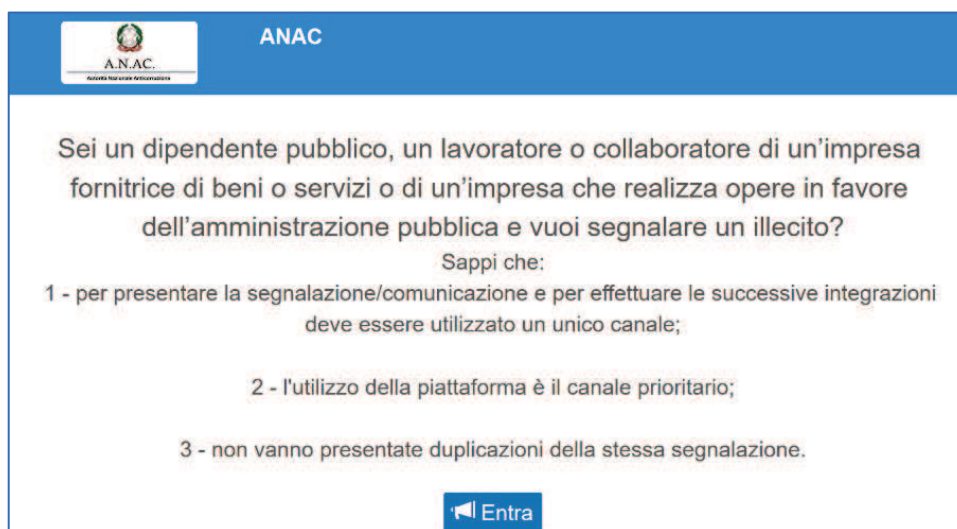 ANAC
A.N.AC.
Autorità Nazionale Anticorruzione
Sei un dipendente pubblico, un lavoratore o collaboratore di un’impresa
fornitrice di beni o servizi o di un’impresa che realizza opere in favore
dell’amministrazione pubblica e vuoi segnalare un illecito?
Sappi che:
1 - per presentare la segnalazione/comunicazione e per effettuare le successive integrazioni
deve essere utilizzato un unico canale;
2 - l'utilizzo della piattaforma è il canale prioritario;
3 - non vanno presentate duplicazioni della stessa segnalazione.
Entra